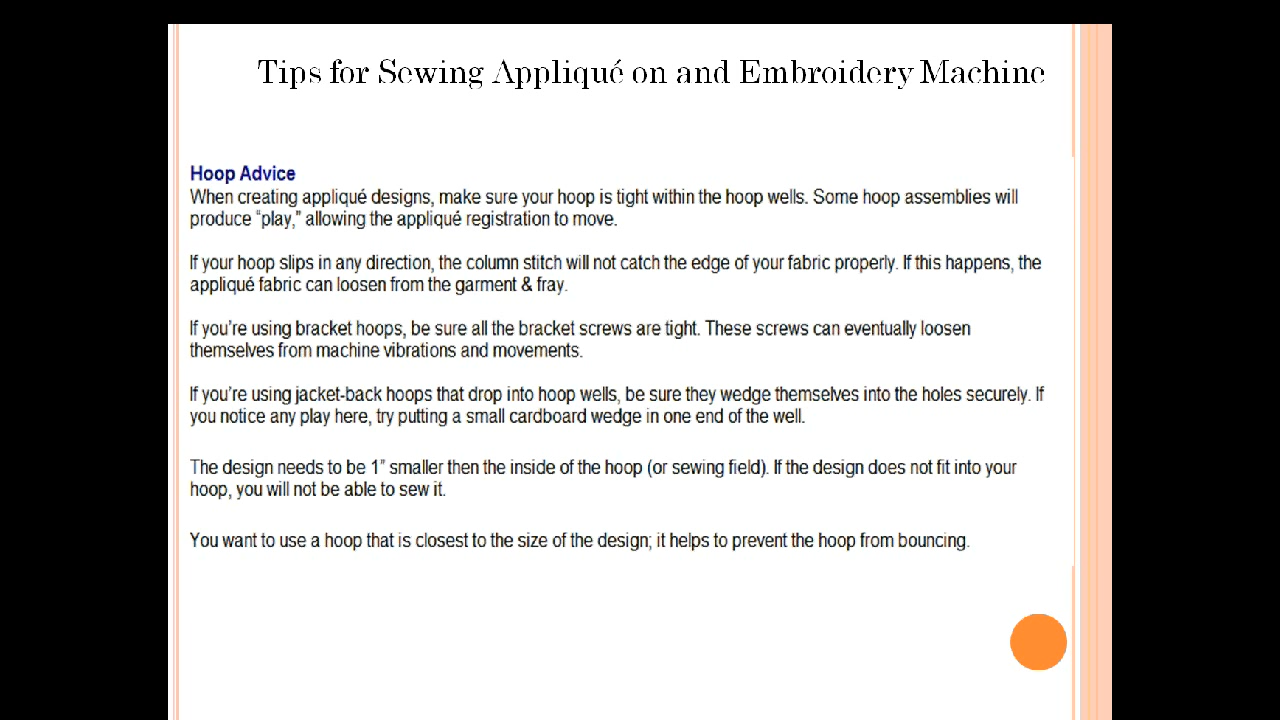 Tips for Sewing Appliqué on and Embroidery Machine
Hoop Advice
When creating appliqué designs, make sure your hoop is tight within the hoop wells. Some hoop assemblies will
produce “play,” allowing the appliqué registration to move.
If your hoop slips in any direction, the column stitch will not catch the edge of your fabric properly. If this happens, the
appliqué fabric can loosen from the garment & fray.
If you’re using bracket hoops, be sure all the bracket screws are tight. These screws can eventually loosen
themselves from machine vibrations and movements.
If you’re using jacket-back hoops that drop into hoop wells, be sure they wedge themselves into the holes securely. If
you notice any play here, try putting a small cardboard wedge in one end of the well.
The design needs to be 1” smaller then the inside of the hoop (or sewing field). If the design does not fit into your
hoop, you will not be able to sew it.
You want to use a hoop that is closest to the size of the design; it helps to prevent the hoop from bouncing.